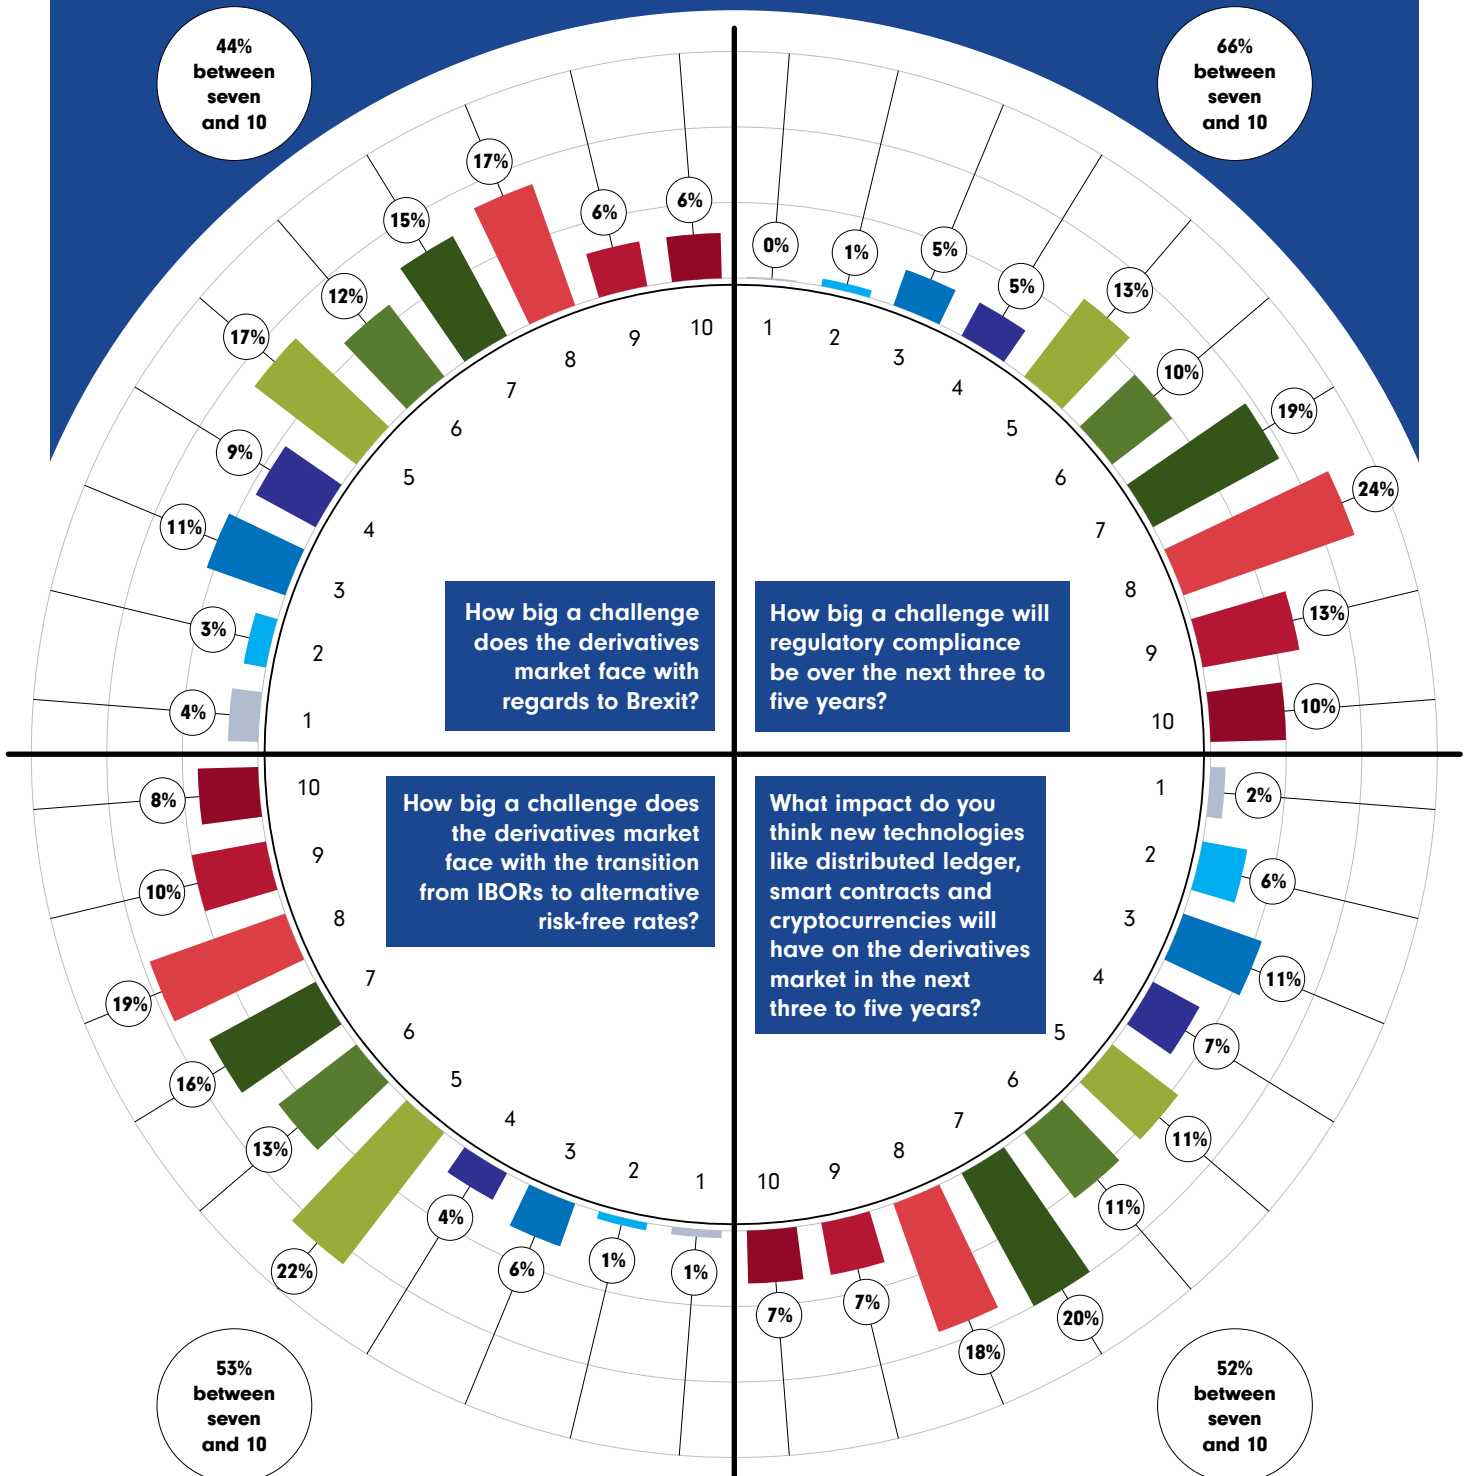 44%
between
seven
and 10
66%
between
seven
and 10
4%
3%
11%
9%
17%
12%
15%
17%
6%
6%
1
2
3
4
5
6
7
8
9
10
How big a challenge
does the derivatives
market face with
regards to Brexit?
0%
1%
5%
5%
13%
10%
19%
24%
13%
10%
1
2
3
4
5
6
7
8
9
10
How big a challenge will
regulatory compliance
be over the next three to
five years?
8%
10%
19%
16%
13%
22%
4%
6%
1%
1%
10
9
8
7
6
5
4
3
2
1
How big a challenge does
the derivatives market
face with the transition
from IBORs to alternative
risk-free rates?
2%
6%
11%
7%
11%
11%
20%
18%
7%
7%
1
2
3
4
5
6
7
8
9
10
What impact do you
think new technologies
like distributed ledger,
smart contracts and
cryptocurrencies will
have on the derivatives
market in the next
three to five years?
53%
between
seven
and 10
52%
between
seven
and 10